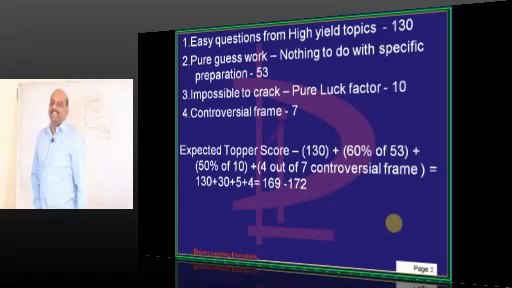 1.Easy questions from High yield topics - 130
2.Pure guess work – Nothing to do with specific
preparation - 53
3.Impossible to crack – Pure Luck factor - 10
4.Controversial frame - 7
Expected Topper Score – (130) + (60% of 53) +
(50% of 10) +(4 out of 7 controversial frame ) =
130+30+5+4= 169 -172
Page 2